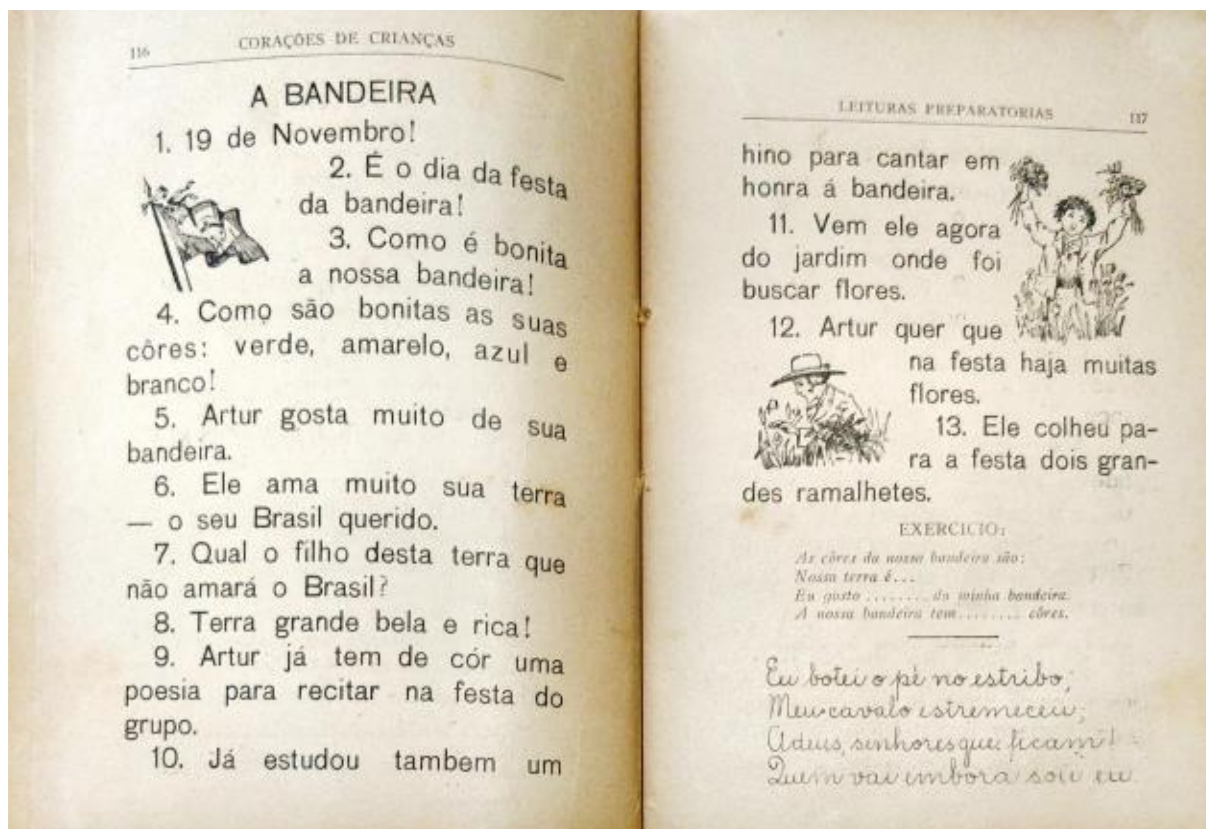 116
CORAÇÕES DE CRIANÇAS
A BANDEIRA
1. 19 de Novembro!
2. É o dia da festa
da bandeira!
3. Como é bonita
a nossa bandeira!
4. Como são bonitas as suas
côres: verde, amarelo, azul e
branco!
5. Artur gosta muito de sua
bandeira.
6. Ele ama muito sua terra
— o seu Brasil querido.
7. Qual o filho desta terra que
não amará o Brasil?
8. Terra grande bela e rica!
9. Artur já tem de cór uma
poesia para recitar na festa do
grupo.
10. Já estudou tambem um
LEITURAS PREPARATORIAS
117
hino para cantar em
honra á bandeira.
11. Vem ele agora
do jardim onde foi
buscar flores.
12. Artur quer que
na festa haja muitas
flores.
13. Ele colheu pa-
ra a festa dois gran-
des ramalhetes.
EXERCICIO:
As côres da nossa bandeira são:
Nossa terra é...
Eu gosto ........ da minha bandeira.
A nossa bandeira tem........ côres.
Eu botei o pé no estribo,
Meu cavalo estremeceu;
Adeus, senhores que ficam!
Quem vai embora sou eu